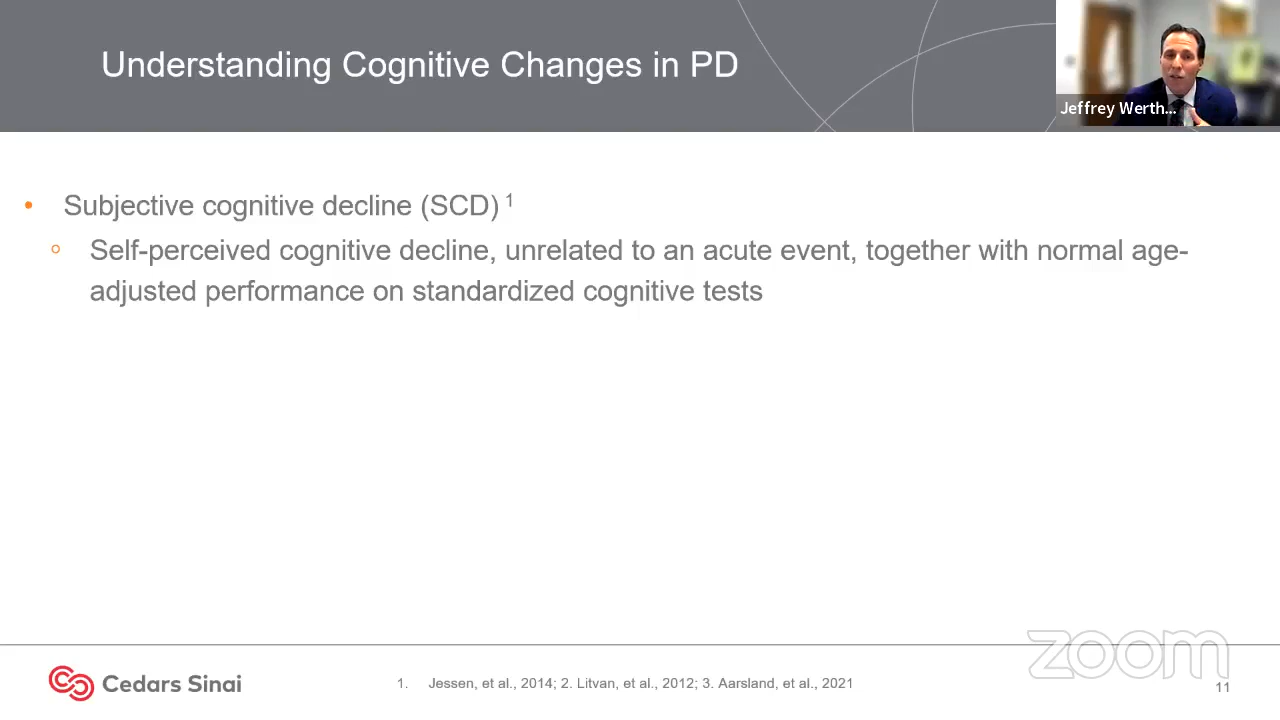 Understanding Cognitive Changes in PD
Jeffrey Werth...
• Subjective cognitive decline (SCD) 1
○ Self-perceived cognitive decline, unrelated to an acute event, together with normal age-
adjusted performance on standardized cognitive tests
zoom
Cedars Sinai
1. Jessen, et al., 2014; 2. Litvan, et al., 2012; 3. Aarsland, et al., 2021
11